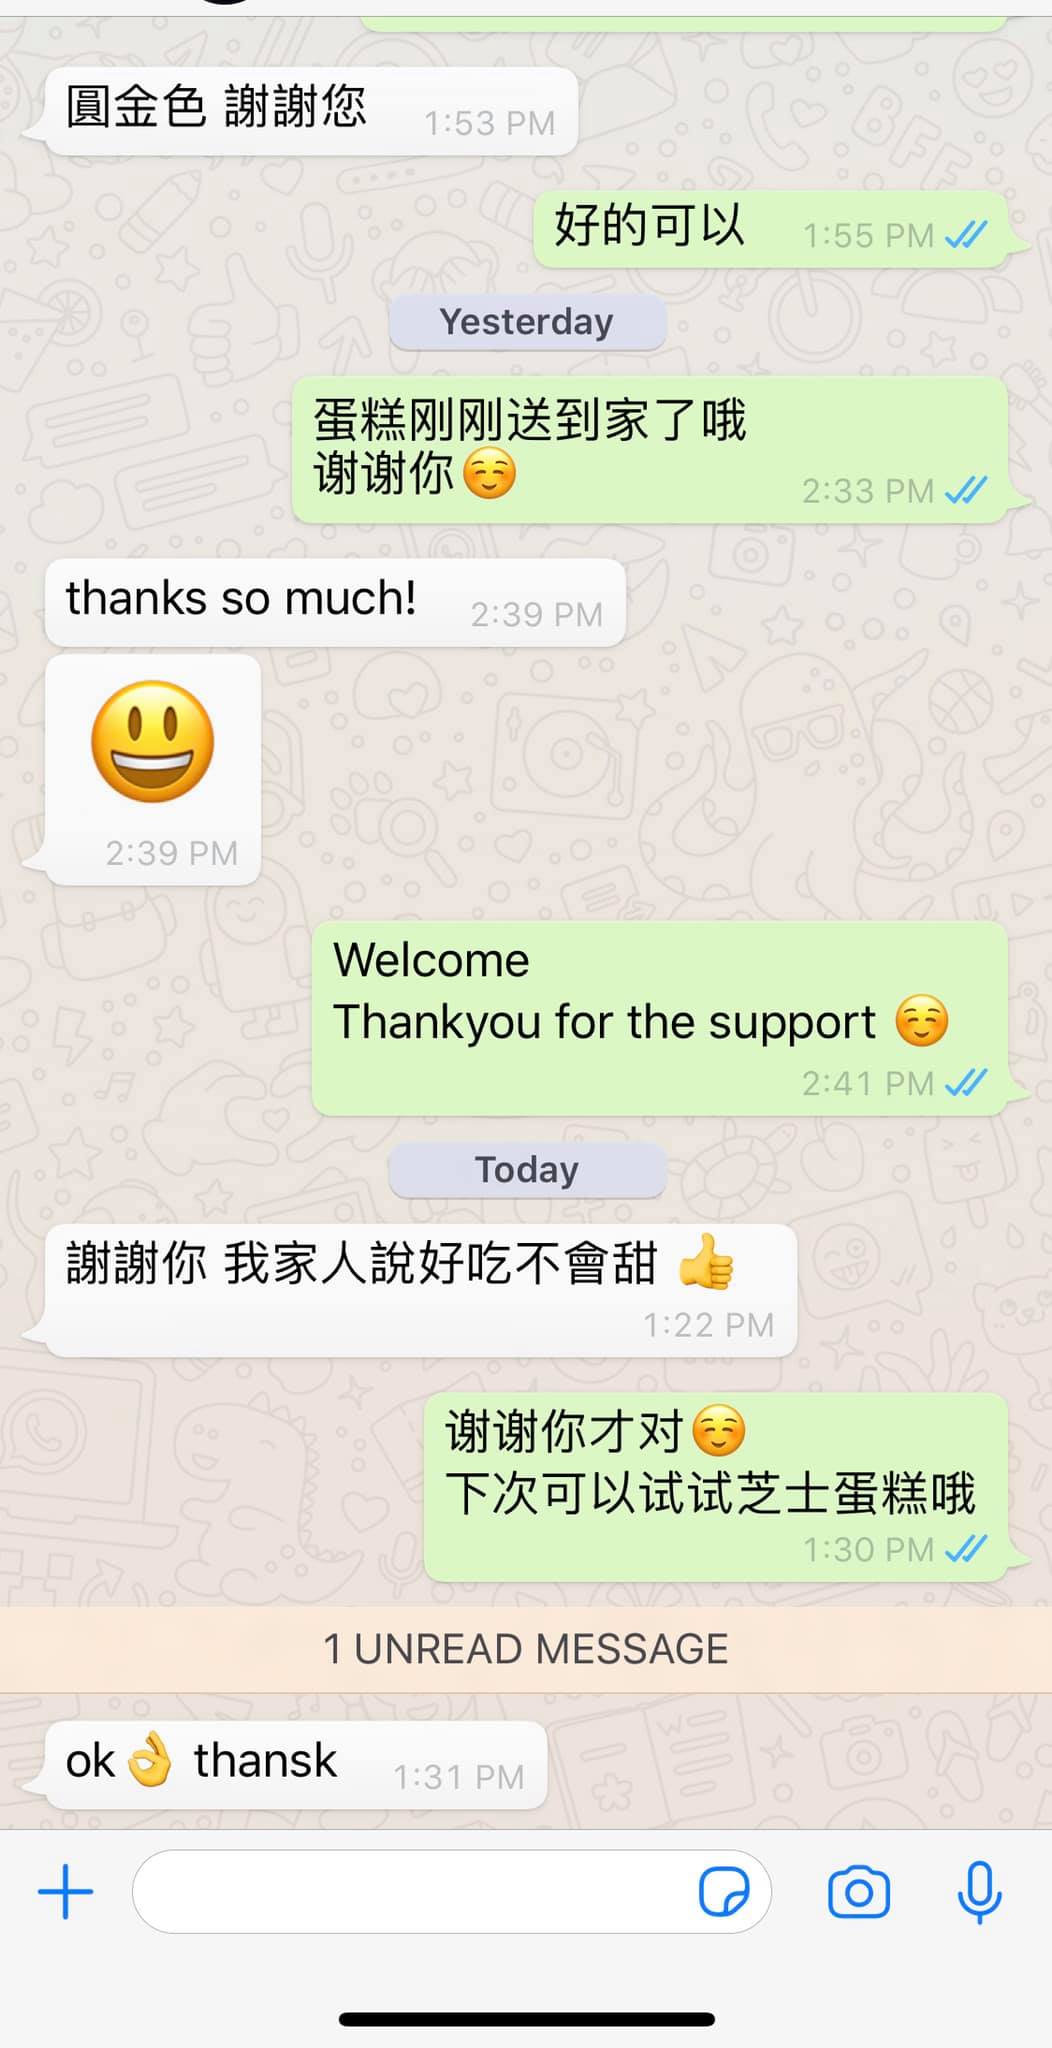 圓金色 謝謝您
1:53 PM
好的可以
1:55 PM
Yesterday
蛋糕刚刚送到家了哦
谢谢你☺️
2:33 PM
thanks so much!
2:39 PM
😃
2:39 PM
Welcome
Thankyou for the support ☺️
2:41 PM
Today
謝謝你 我家人說好吃不會甜 👍
1:22 PM
谢谢你才对☺️
下次可以试试芝士蛋糕哦
1:30 PM
1 UNREAD MESSAGE
ok👌 thansk
1:31 PM